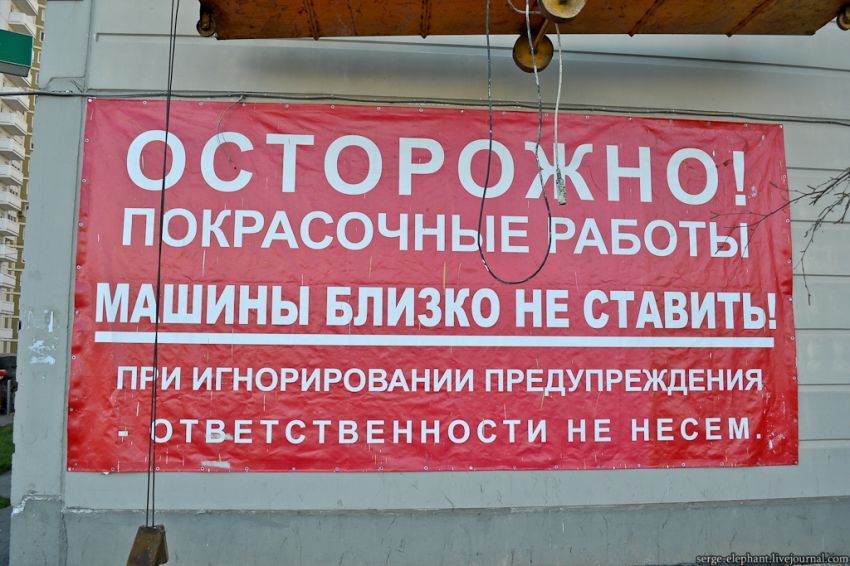 ОСТОРОЖНО!
ПОКРАСОЧНЫЕ РАБОТЫ
МАШИНЫ БЛИЗКО НЕ СТАВИТЬ!
ПРИ ИГНОРИРОВАНИИ ПРЕДУПРЕЖДЕНИЯ
- ОТВЕТСТВЕННОСТИ НЕ НЕСЕМ.
serge-elephant.livejournal.com